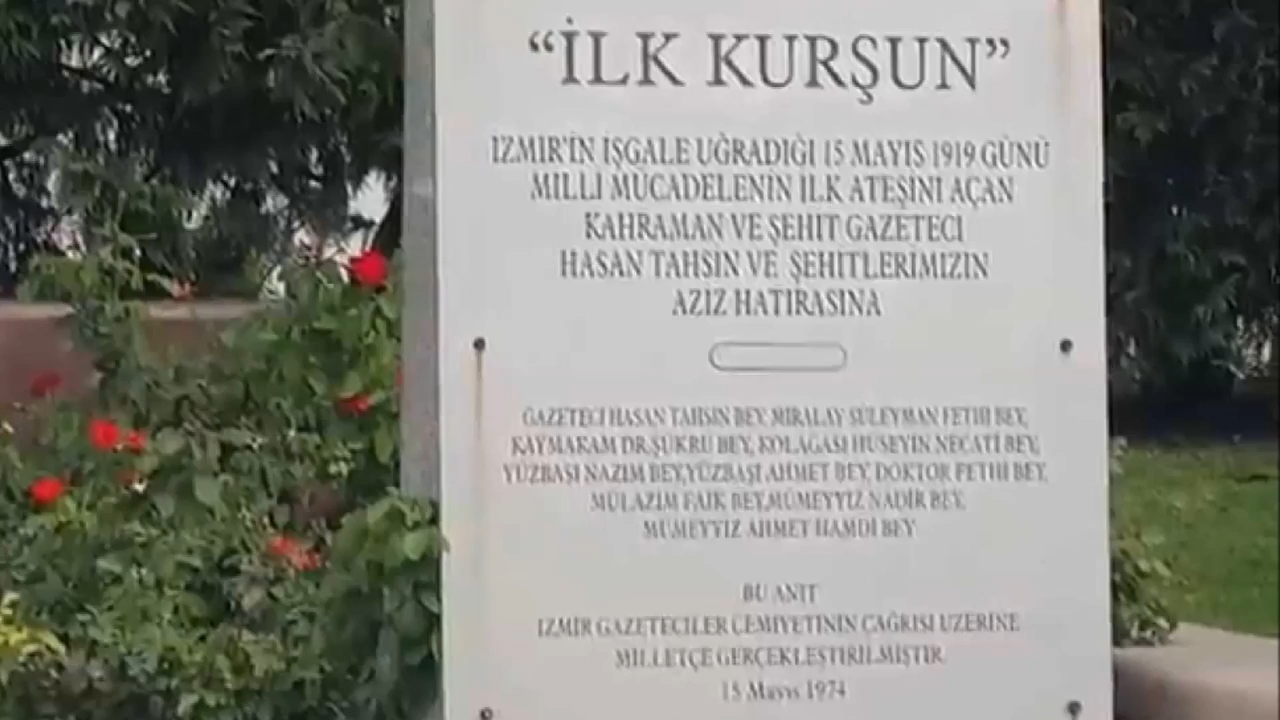 “İLK KURŞUN”
İZMİR'İN İŞGALE UĞRADIĞI 15 MAYIS 1919 GÜNÜ
MİLLİ MÜCADELENİN İLK ATEŞİNİ AÇAN
KAHRAMAN VE ŞEHİT GAZETECİ
HASAN TAHSİN VE ŞEHİTLERİMİZİN
AZİZ HATIRASINA
GAZETECİ HASAN TAHSİN BEY, MİRALAY SÜLEYMAN FETHİ BEY,
KAYMAKAM DR.ŞÜKRÜ BEY, KOLAĞASI HÜSEYİN NECATİ BEY,
YÜZBAŞI NAZIM BEY,YÜZBAŞI AHMET BEY, DOKTOR FETHİ BEY,
MÜLAZIM FAİK BEY,MÜMEYYİZ NADİR BEY,
MÜMEYYİZ AHMET HAMDİ BEY
BU ANIT
İZMİR GAZETECİLER CEMİYETİNİN ÇAĞRISI ÜZERİNE
MİLLETÇE GERÇEKLEŞTİRİLMİŞTİR.
15 Mayıs 1974